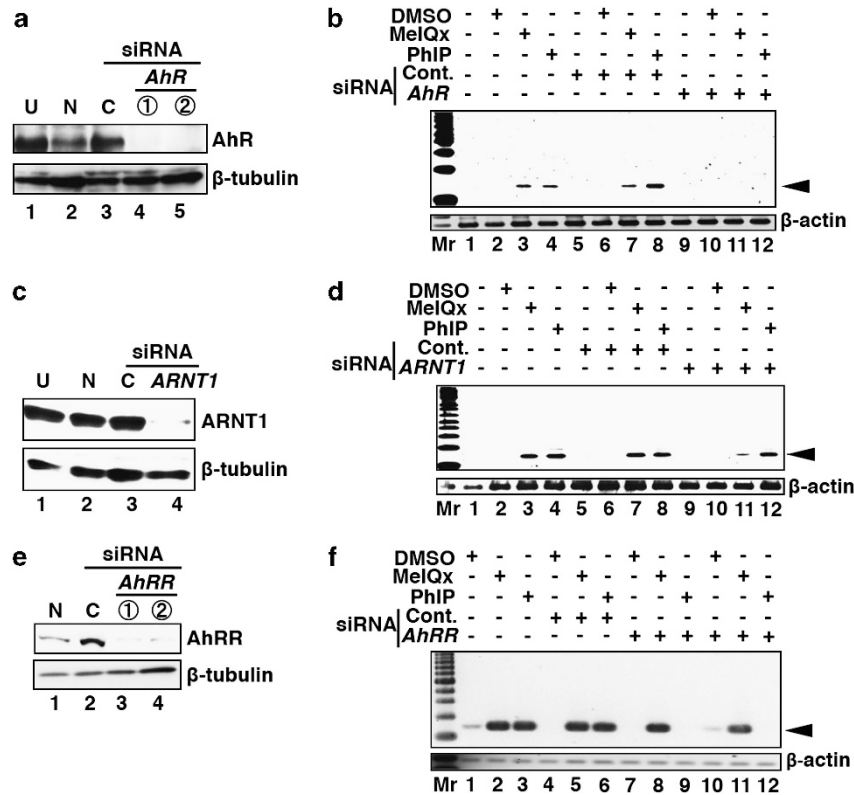 a
siRNA
AhR
U N C ① ②
AhR
β-tubulin
1 2 3 4 5
b
DMSO - + - - - + - - - + - -
MeIQx - - + - - - + - - - + -
PhIP - - - + - - - + - - - +
siRNA
Cont. - - - - + + + + - - - -
AhR - - - - - - - - + + + +
β-actin
Mr 1 2 3 4 5 6 7 8 9 10 11 12
c
siRNA
U N C ARNT1
ARNT1
β-tubulin
1 2 3 4
d
DMSO - + - - - + - - - + - -
MeIQx - - + - - - + - - - + -
PhIP - - - + - - - + - - - +
siRNA
Cont. - - - - + + + + - - - -
ARNT1 - - - - - - - - + + + +
β-actin
Mr 1 2 3 4 5 6 7 8 9 10 11 12
e
siRNA
AhRR
N C ① ②
AhRR
β-tubulin
1 2 3 4
f
DMSO + - - + - - + - - + - -
MeIQx - + - - + - - + - - + -
PhIP - - + - - + - - + - - +
siRNA
Cont. - - - + + + - - - - - -
AhRR - - - - - - + + + + + +
β-actin
Mr 1 2 3 4 5 6 7 8 9 10 11 12